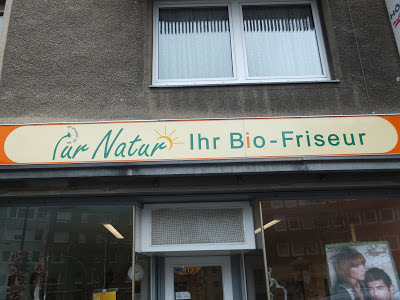 Für Natur Ihr Bio-Friseur